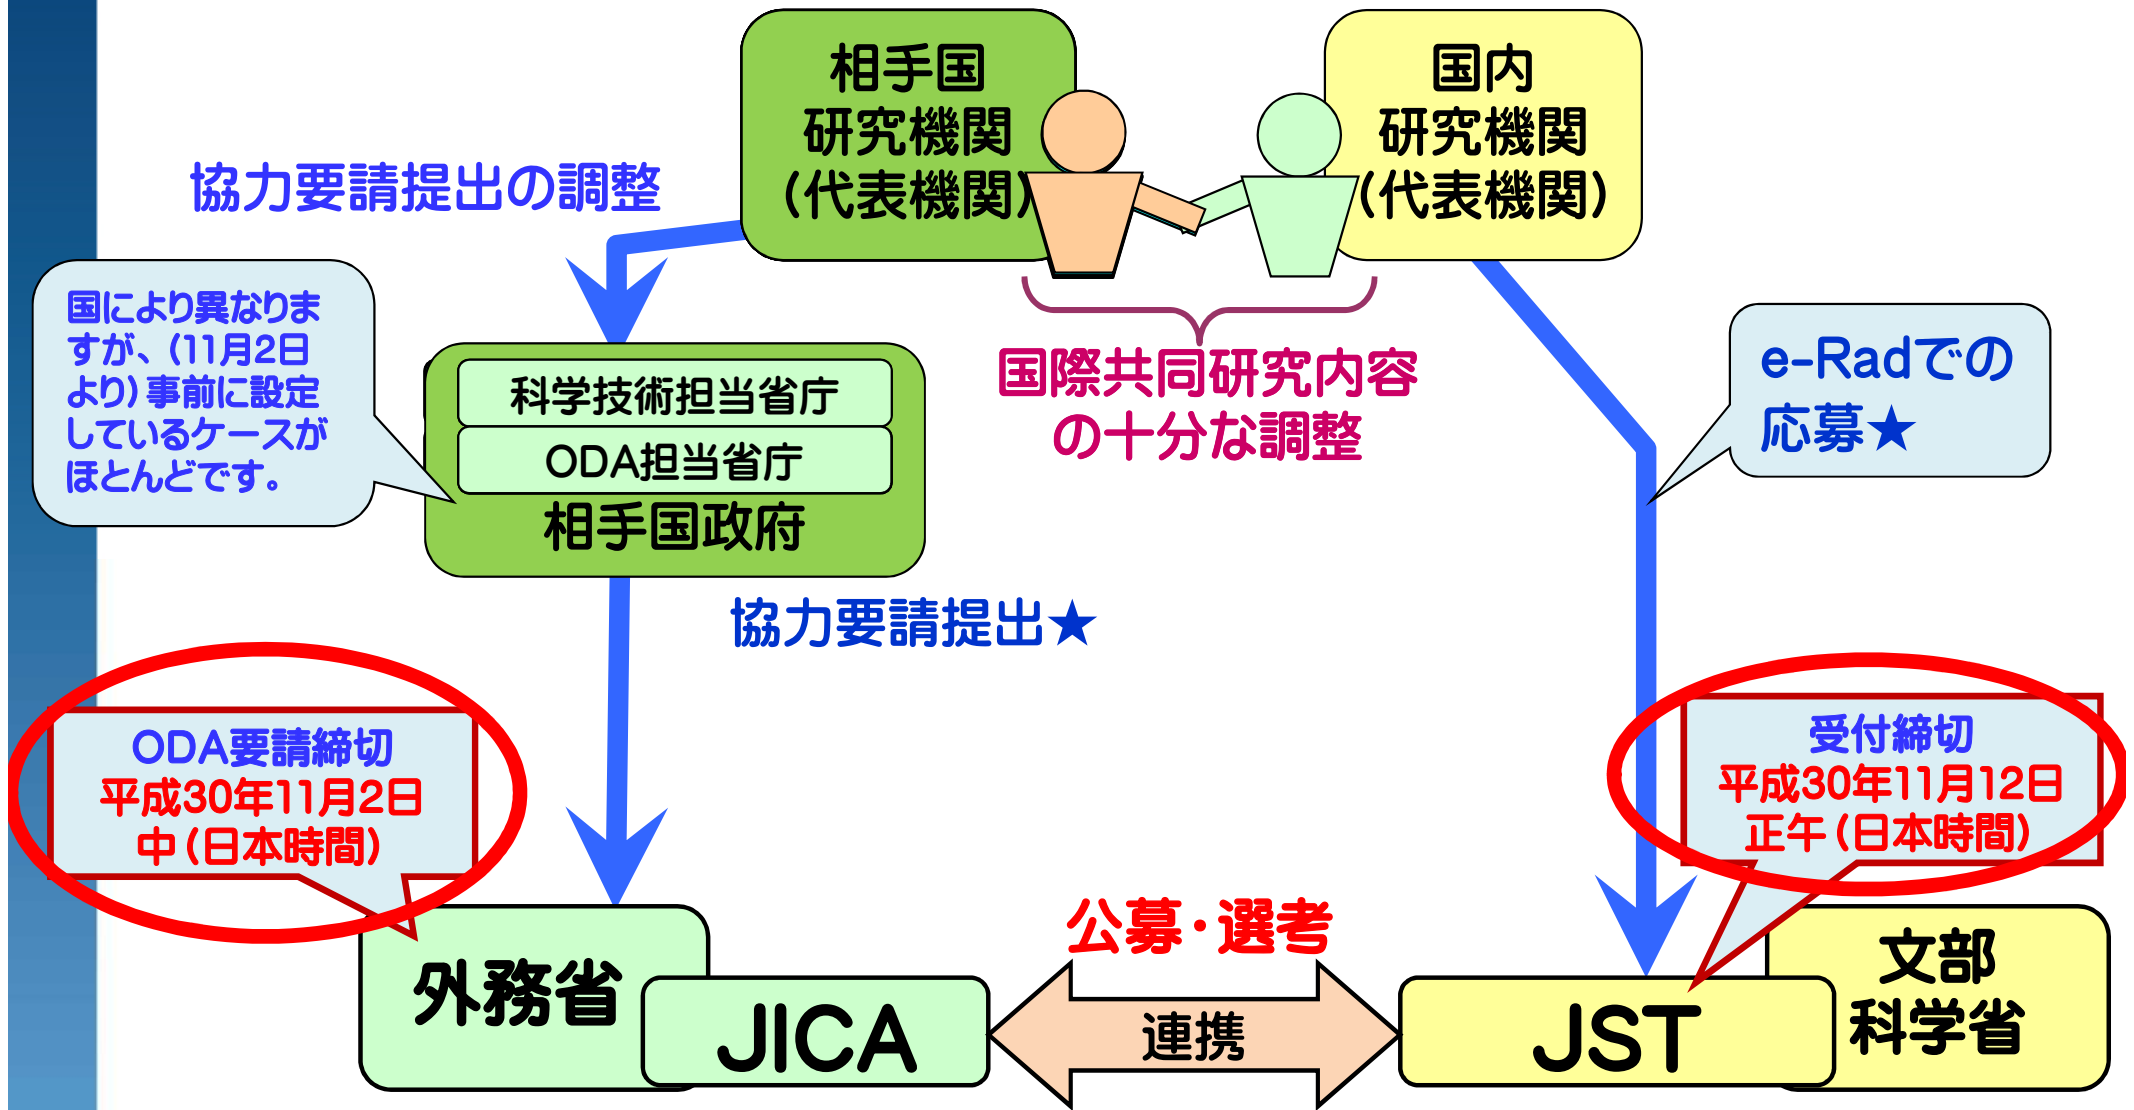 相手国
研究機関
(代表機関)
国内
研究機関
(代表機関)
協力要請提出の調整
国により異なりま
すが、(11月2日
より)事前に設定
しているケースが
ほとんどです。
科学技術担当省庁
ODA担当省庁
相手国政府
国際共同研究内容
の十分な調整
e-Radでの
応募★
協力要請提出★
ODA要請締切
平成30年11月2日
中(日本時間)
受付締切
平成30年11月12日
正午(日本時間)
公募・選考
外務省
JICA
連携
JST
文部
科学省